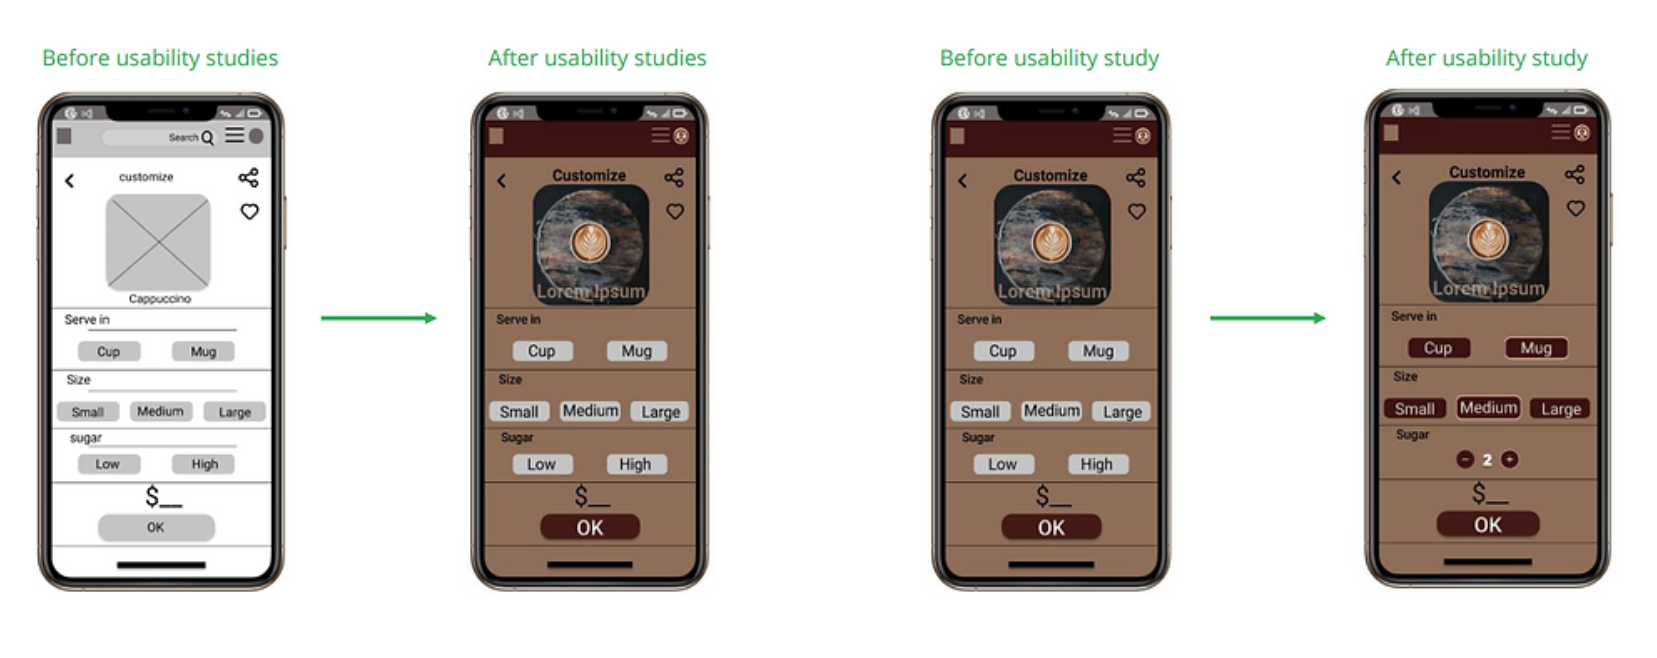 Before usability studies
After usability studies
Before usability study
After usability study
Search
customize
Cappuccino
Serve in
Cup Mug
Size
Small Medium Large
sugar
Low High
$__
OK
Customize
Lorem Ipsum
Serve in
Cup Mug
Size
Small Medium Large
Sugar
Low High
$__
OK
Customize
Lorem Ipsum
Serve in
Cup Mug
Size
Small Medium Large
Sugar
Low High
$__
OK
Customize
Lorem Ipsum
Serve in
Cup Mug
Size
Small Medium Large
Sugar
- 2 +
$__
OK